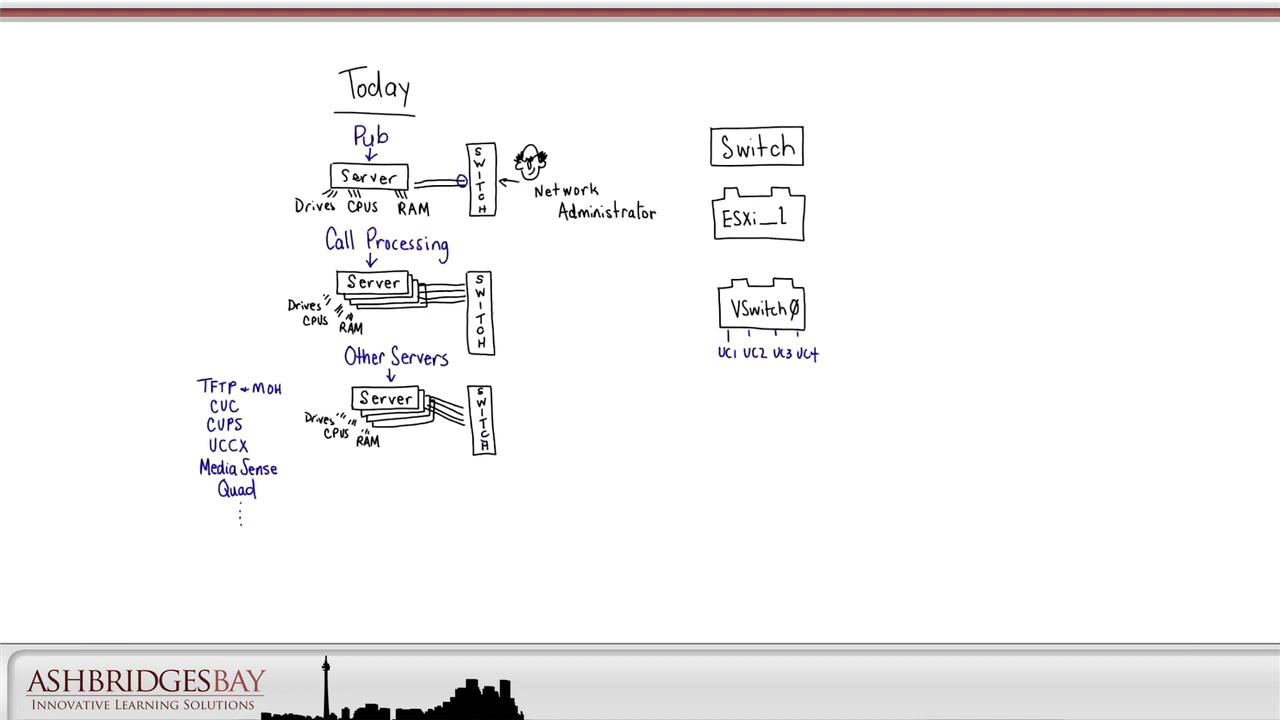 Today
Pub
Server
SWITCH
Drives CPUS RAM
Network
Administrator
Call Processing
Server
SWITCH
Drives
CPUS
RAM
Other Servers
Server
SWITCH
Drives
CPUS
RAM
TFTP + MOH
CUC
CUPS
UCCX
Media Sense
Quad
Switch
ESXi_1
VSwitch0
UC1 UC2 UC3 UC4
ASHBRIDGESBAY
INNOVATIVE LEARNING SOLUTIONS